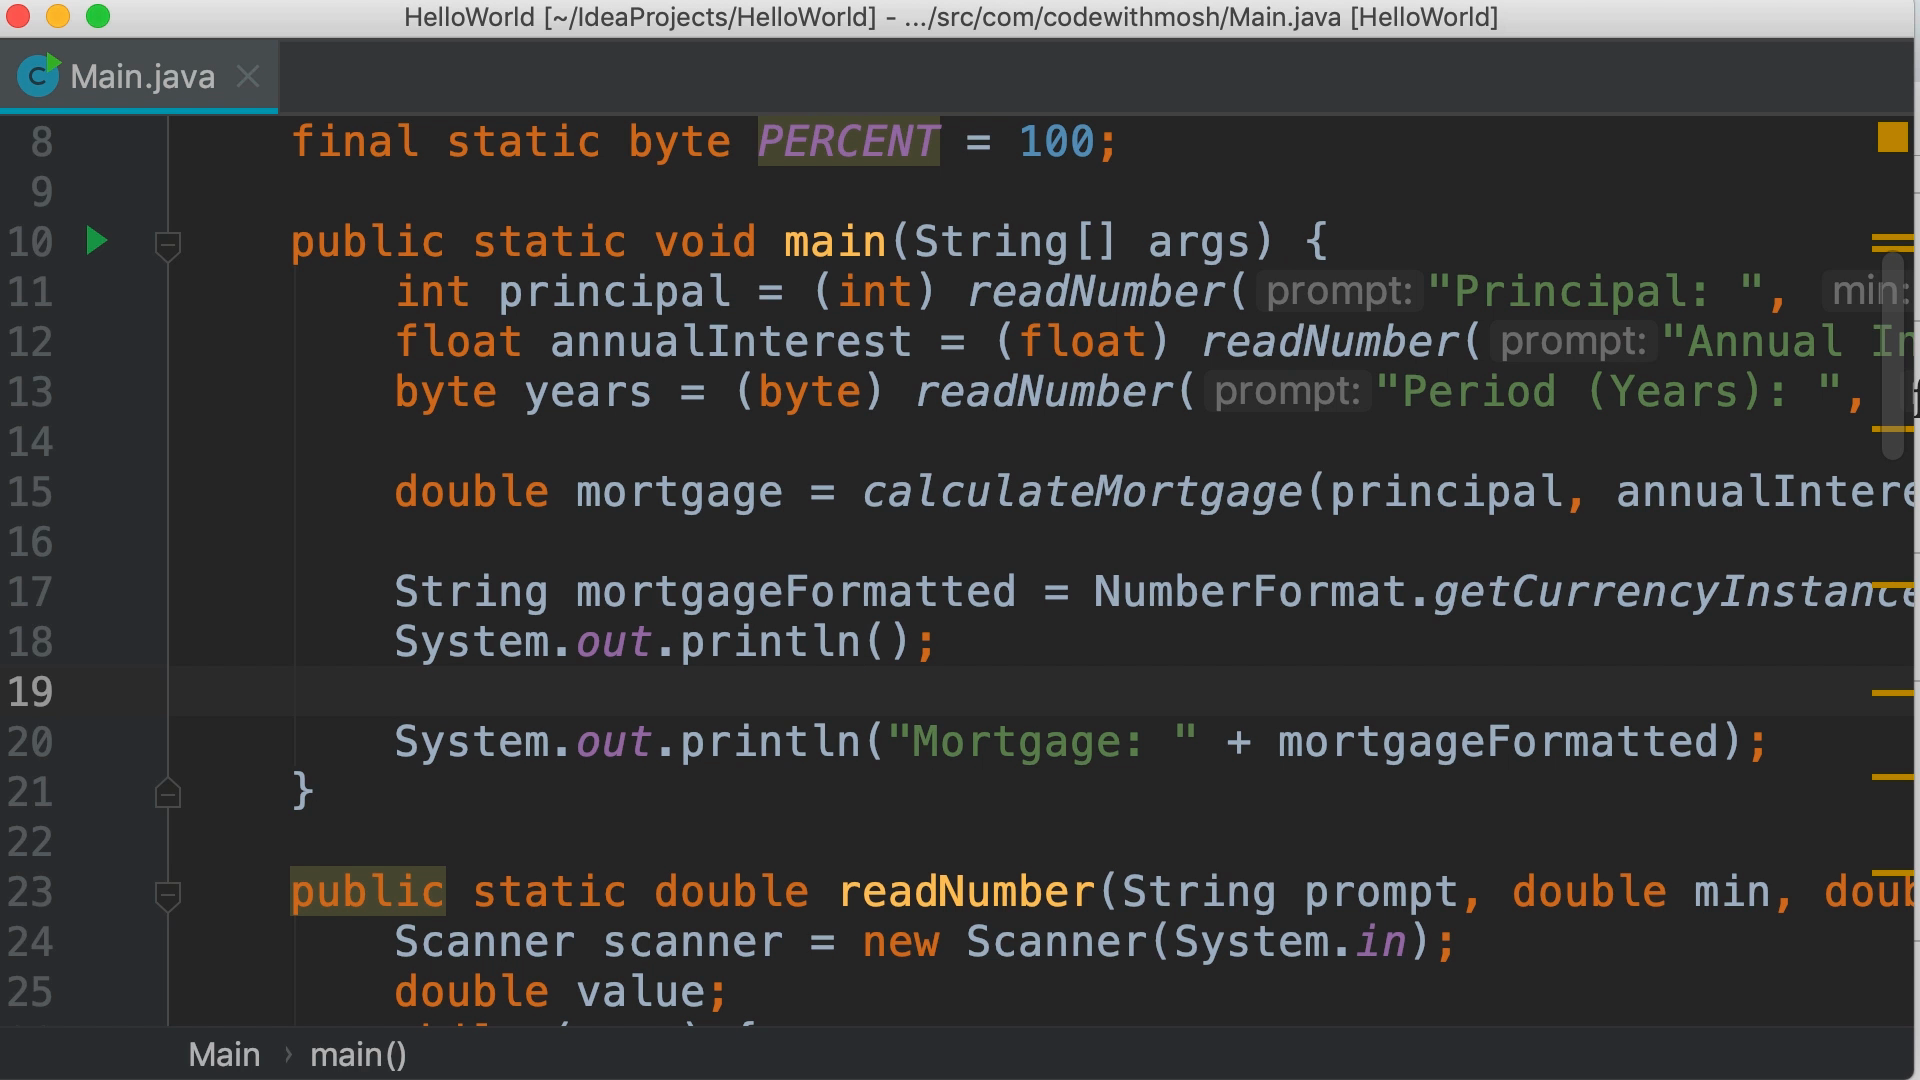 HelloWorld [~/IdeaProjects/HelloWorld] - .../src/com/codewithmosh/Main.java [HelloWorld]
C Main.java
8 final static byte PERCENT = 100;
9
10 public static void main(String[] args) {
11 int principal = (int) readNumber( prompt: "Principal: ", min:
12 float annualInterest = (float) readNumber( prompt: "Annual In
13 byte years = (byte) readNumber( prompt: "Period (Years): ",
14
15 double mortgage = calculateMortgage(principal, annualIntere
16
17 String mortgageFormatted = NumberFormat.getCurrencyInstance
18 System.out.println();
19
20 System.out.println("Mortgage: " + mortgageFormatted);
21 }
22
23 public static double readNumber(String prompt, double min, doub
24 Scanner scanner = new Scanner(System.in);
25 double value;
Main › main()